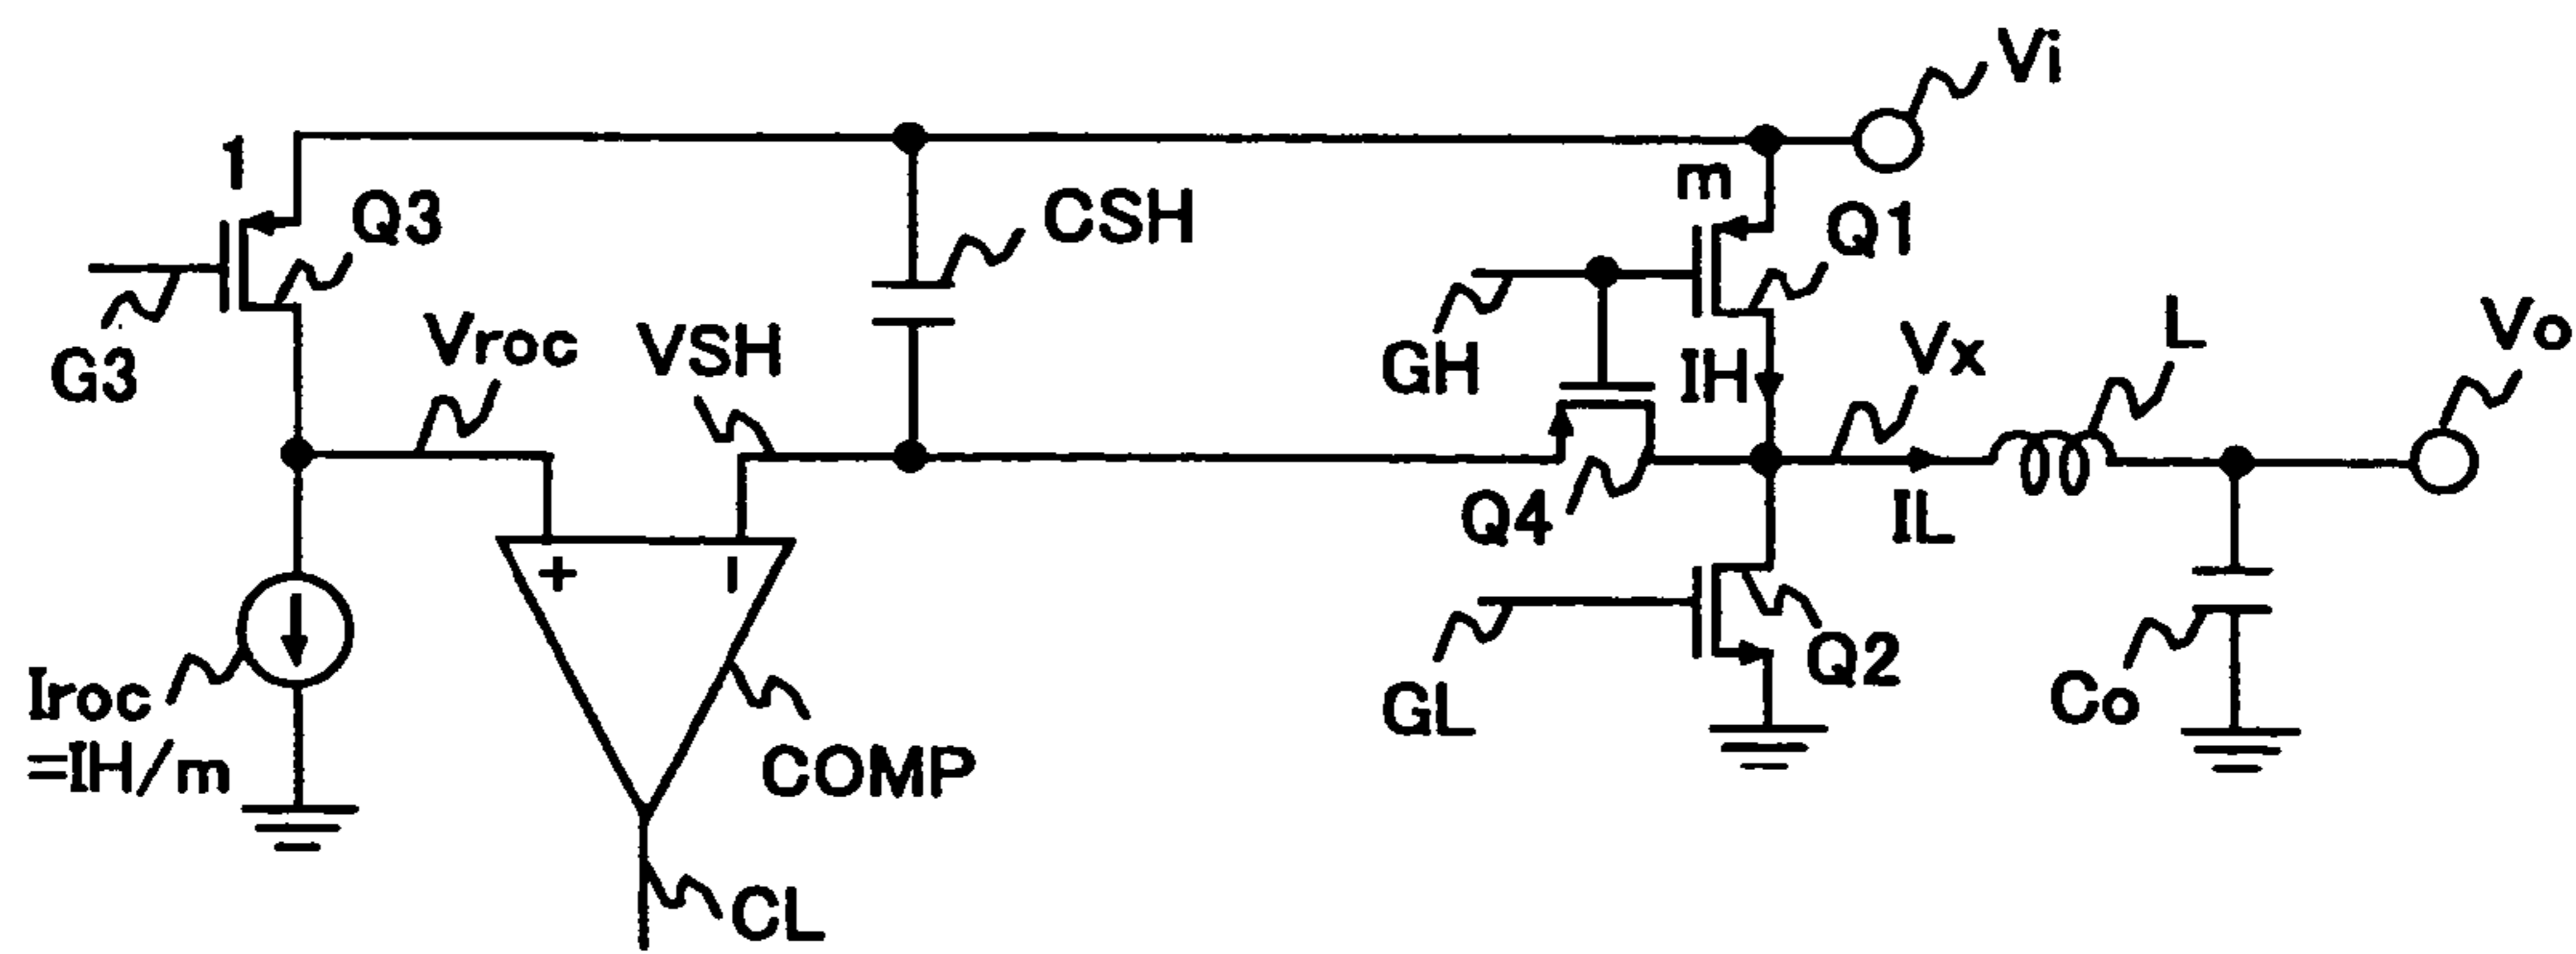 Vi
1
m
Q3
CSH
Q1
G3
Vroc
VSH
GH
IH
Vx
L
Vo
Q4
IL
+
-
Iroc
=IH/m
COMP
GL
Q2
Co
CL